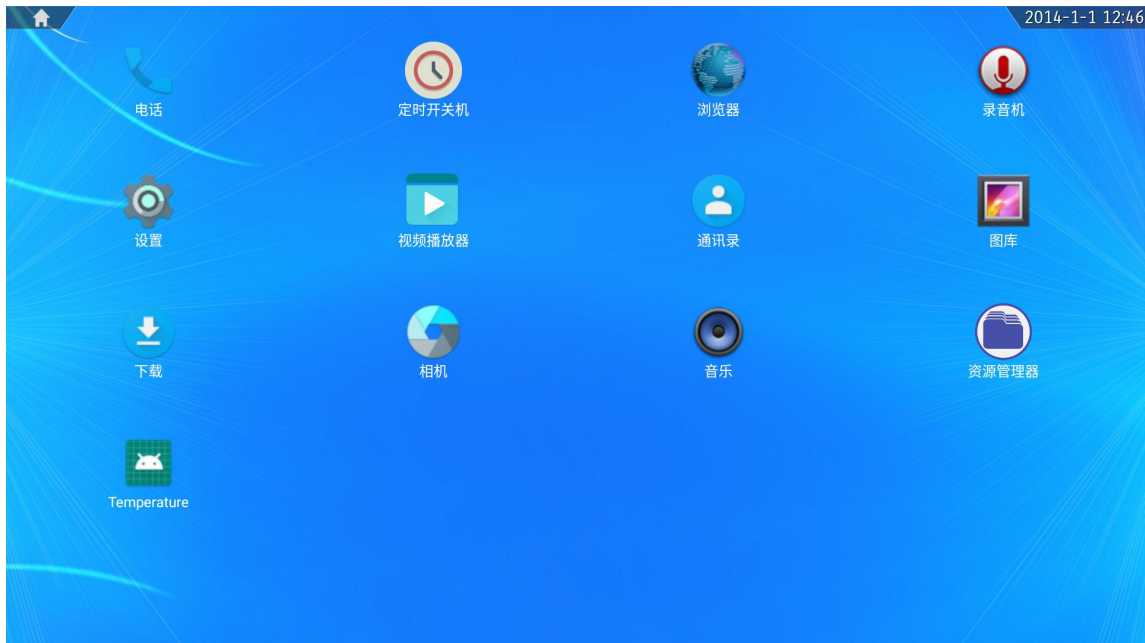 2014-1-1 12:46
电话
定时开关机
浏览器
录音机
设置
视频播放器
通讯录
图库
下载
相机
音乐
资源管理器
Temperature